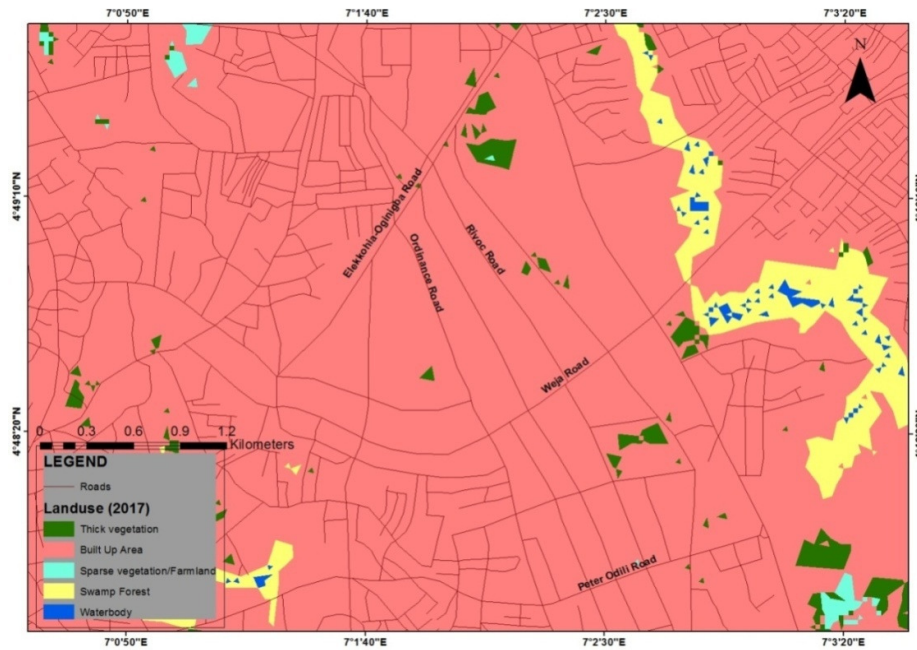 7°0'50"E 7°1'40"E 7°2'30"E 7°3'20"E
N
4°49'10"N
Elekkohia-Oginigba Road
Ordinance Road
Rivoc Road
Weja Road
4°48'20"N
0 0.3 0.6 0.9 1.2
Kilometers
LEGEND
Roads
Landuse (2017)
Thick vegetation
Built Up Area
Sparse vegetation/Farmland
Swamp Forest
Waterbody
Peter Odili Road
7°0'50"E 7°1'40"E 7°2'30"E 7°3'20"E